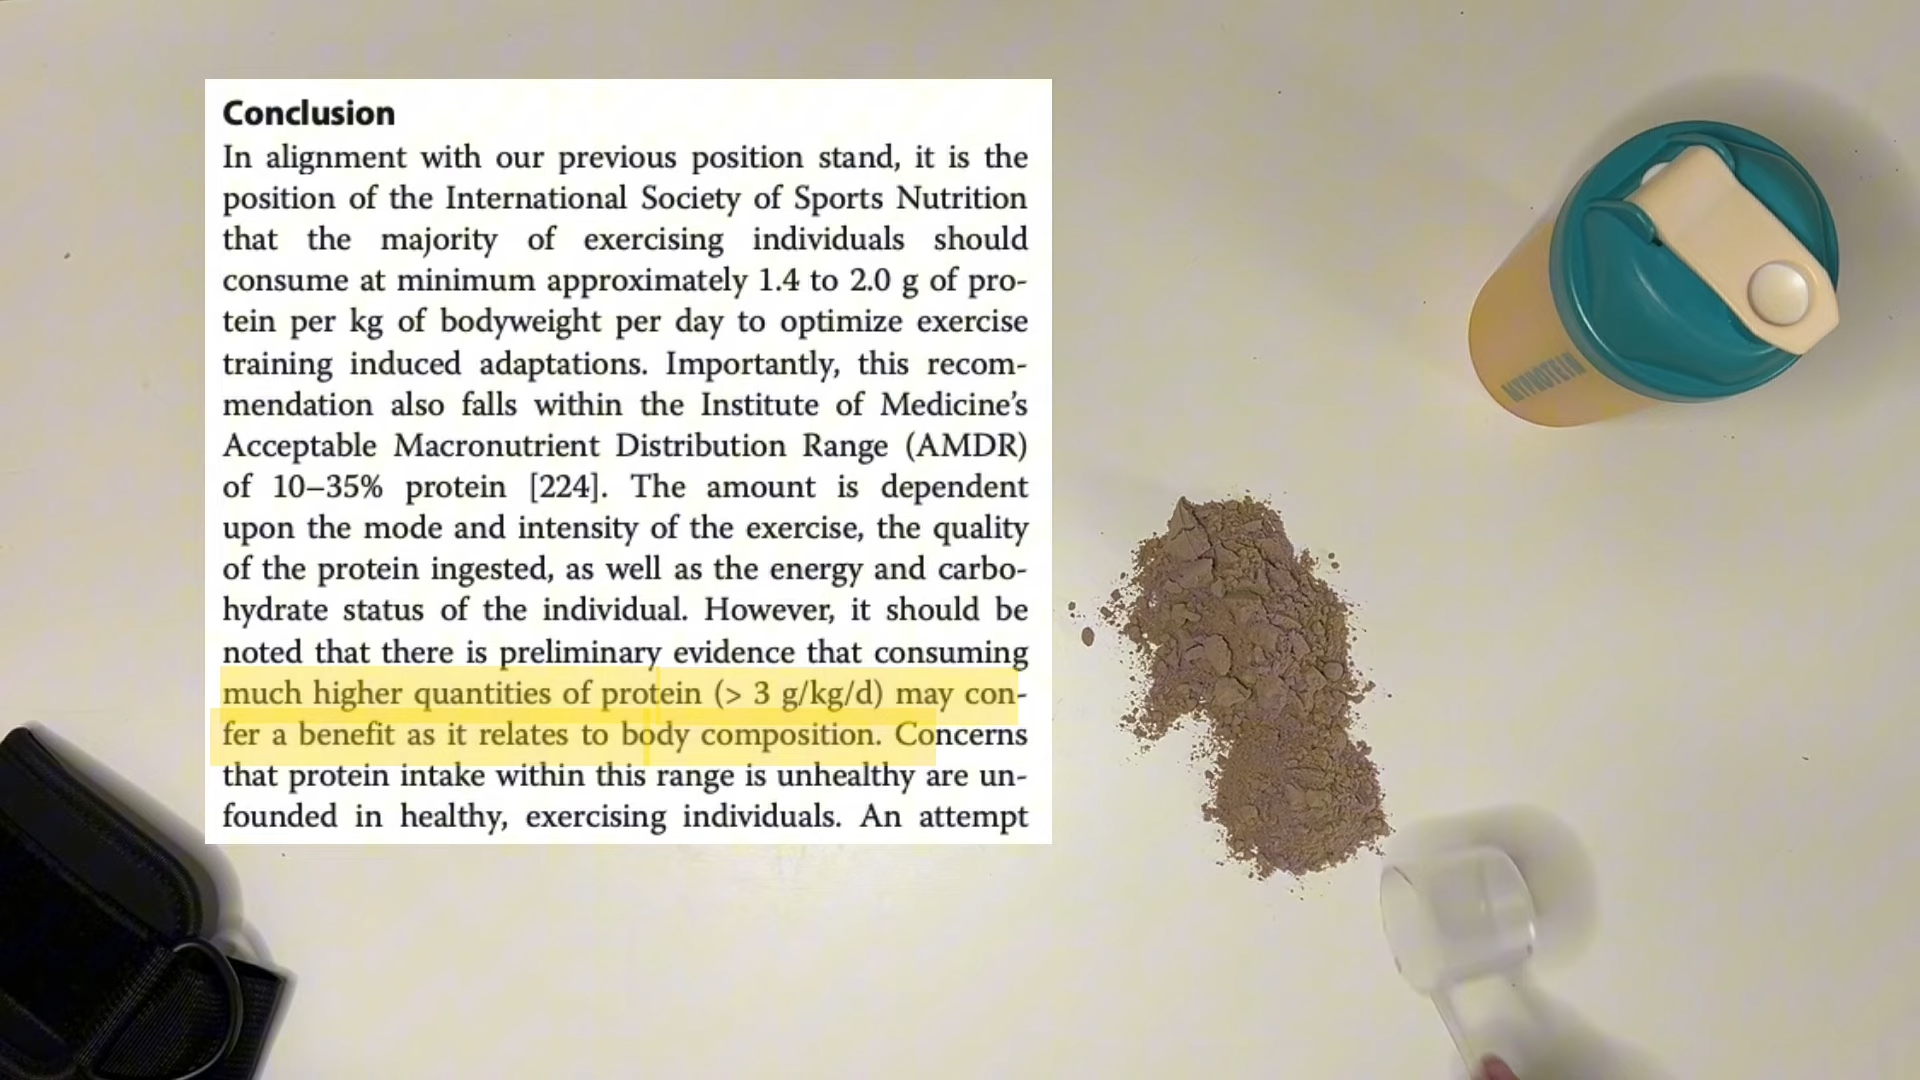 Conclusion
In alignment with our previous position stand, it is the
position of the International Society of Sports Nutrition
that the majority of exercising individuals should
consume at minimum approximately 1.4 to 2.0 g of pro-
tein per kg of bodyweight per day to optimize exercise
training induced adaptations. Importantly, this recom-
mendation also falls within the Institute of Medicine's
Acceptable Macronutrient Distribution Range (AMDR)
of 10–35% protein [224]. The amount is dependent
upon the mode and intensity of the exercise, the quality
of the protein ingested, as well as the energy and carbo-
hydrate status of the individual. However, it should be
noted that there is preliminary evidence that consuming
much higher quantities of protein (> 3 g/kg/d) may con-
fer a benefit as it relates to body composition. Concerns
that protein intake within this range is unhealthy are un-
founded in healthy, exercising individuals. An attempt
MYPROTEIN